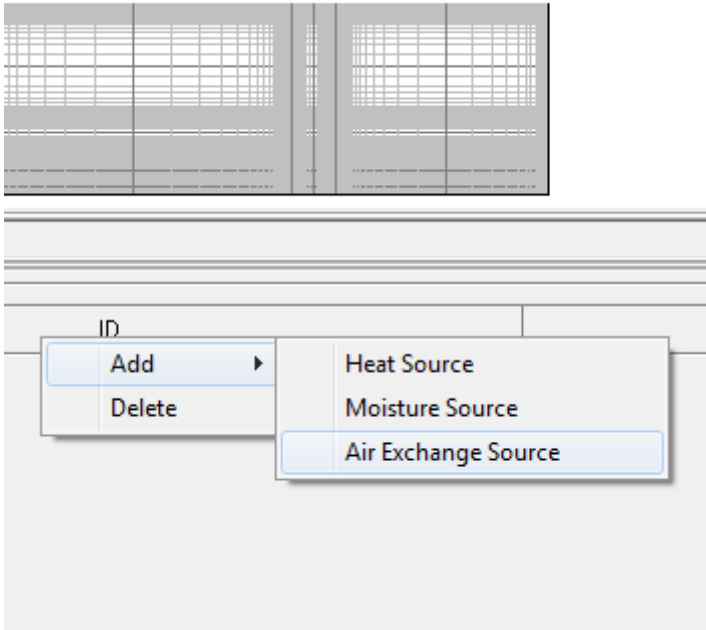 ID
Add
Heat Source
Delete
Moisture Source
Air Exchange Source